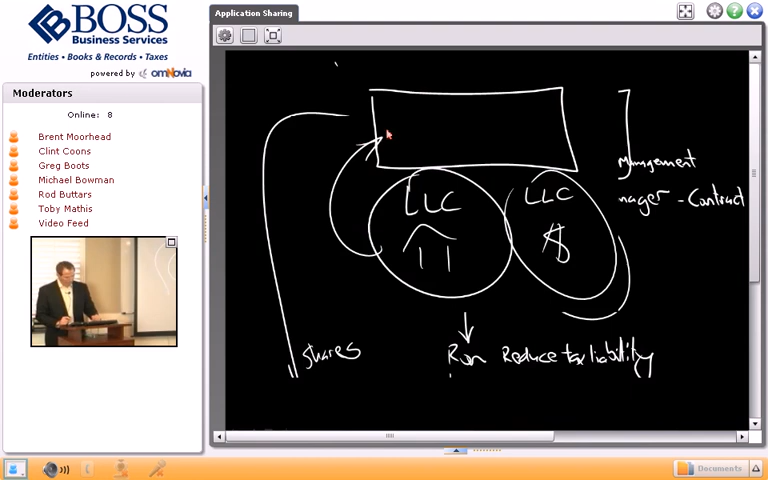 BOSS
Business Services
Entities • Books & Records • Taxes
powered by omNovia
Moderators
Online: 8
Brent Moorhead
Clint Coons
Greg Boots
Michael Bowman
Rod Buttars
Toby Mathis
Video Feed
Application Sharing
Management
nager - Contract
LLC
LLC
$
shares
Run Reduce tax liability
Documents